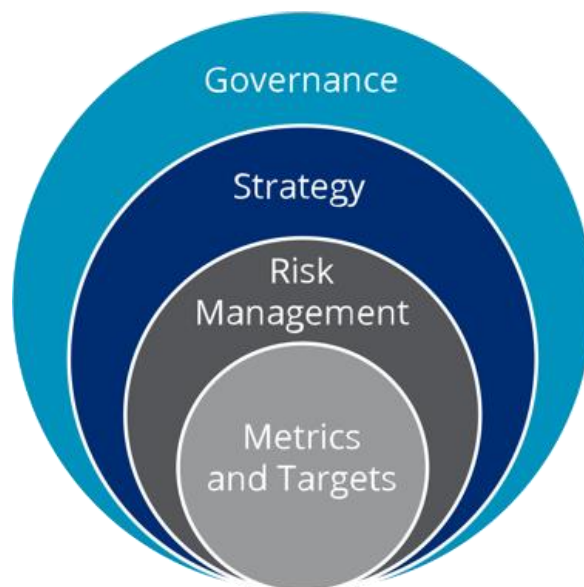 Governance
Strategy
Risk
Management
Metrics
and Targets